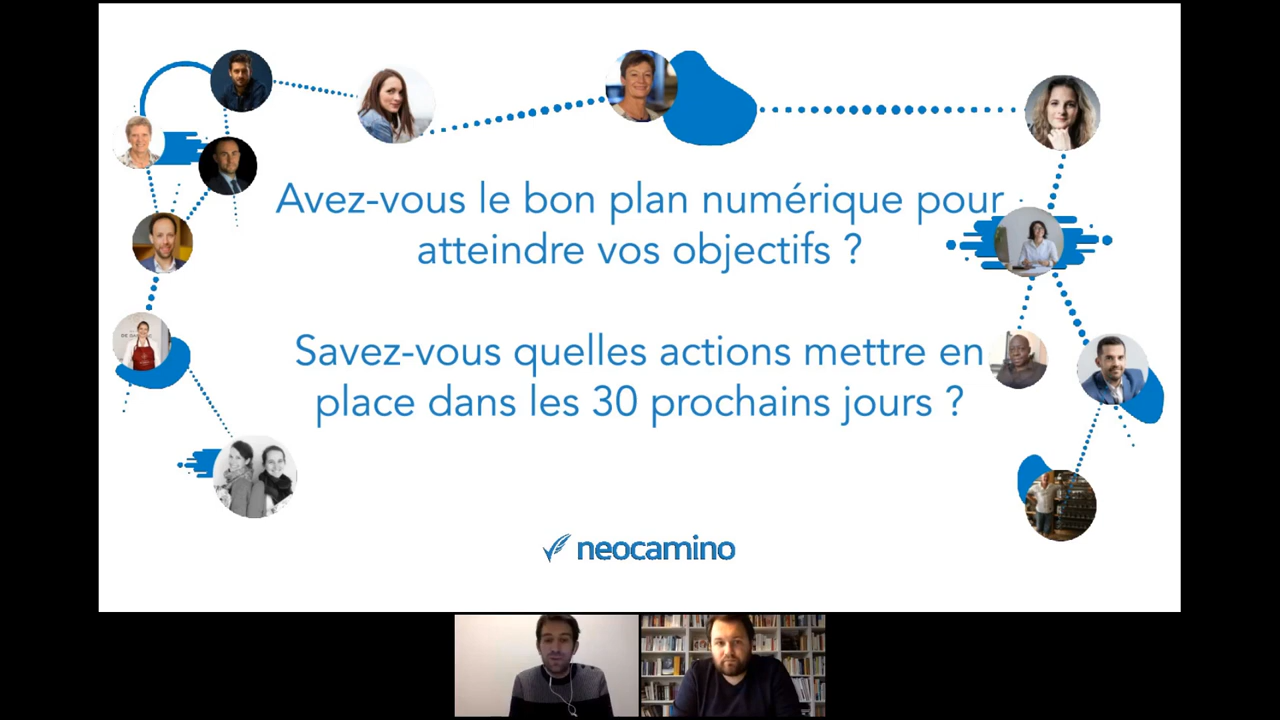 Avez-vous le bon plan numérique pour
atteindre vos objectifs ?
Savez-vous quelles actions mettre en
place dans les 30 prochains jours ?
neocamino